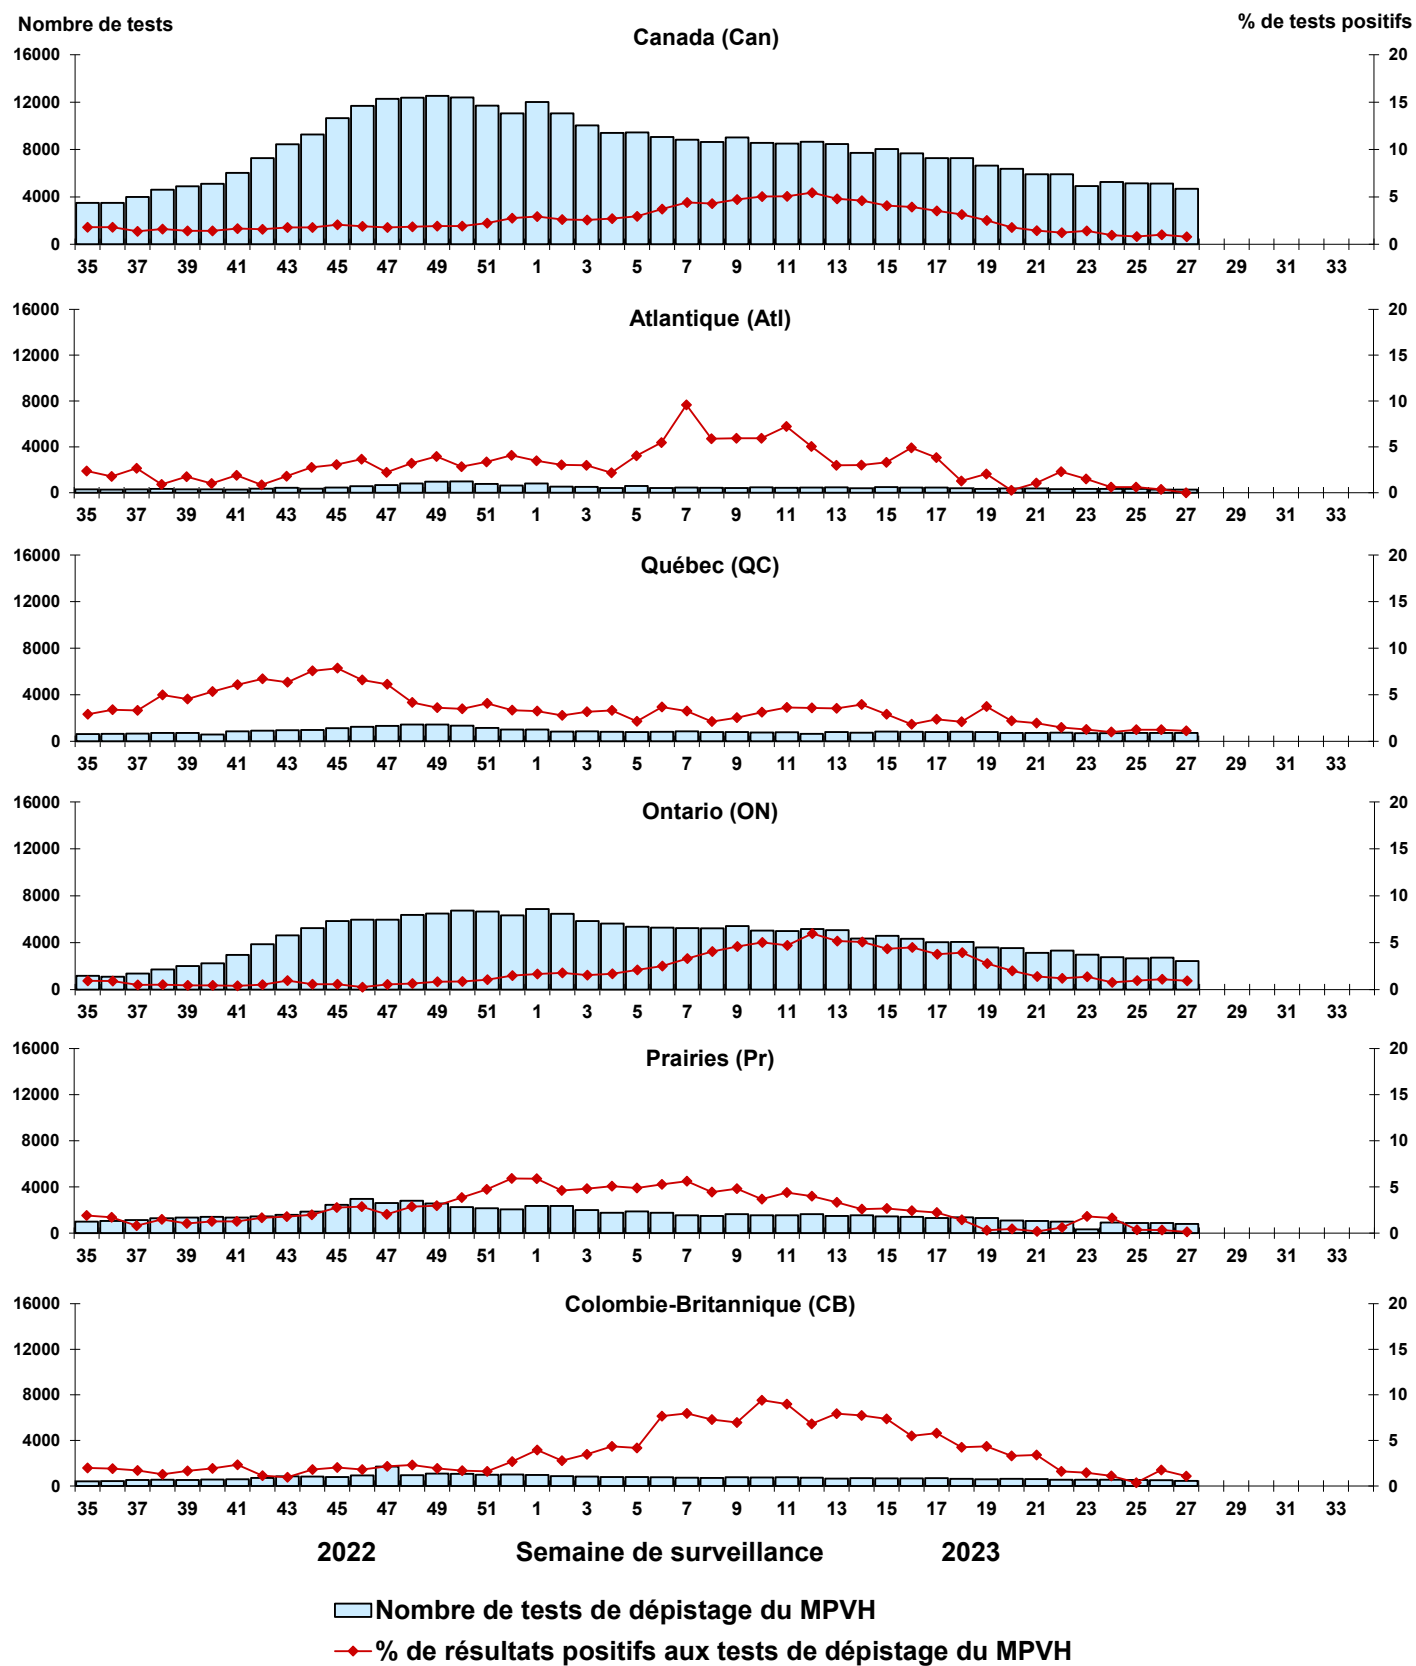 Nombre de tests % de tests positifs
Canada (Can)
16000 20
12000 15
8000 10
4000 5
0 0
35 37 39 41 43 45 47 49 51 1 3 5 7 9 11 13 15 17 19 21 23 25 27 29 31 33
Atlantique (Atl)
16000 20
12000 15
8000 10
4000 5
0 0
35 37 39 41 43 45 47 49 51 1 3 5 7 9 11 13 15 17 19 21 23 25 27 29 31 33
Québec (QC)
16000 20
12000 15
8000 10
4000 5
0 0
35 37 39 41 43 45 47 49 51 1 3 5 7 9 11 13 15 17 19 21 23 25 27 29 31 33
Ontario (ON)
16000 20
12000 15
8000 10
4000 5
0 0
35 37 39 41 43 45 47 49 51 1 3 5 7 9 11 13 15 17 19 21 23 25 27 29 31 33
Prairies (Pr)
16000 20
12000 15
8000 10
4000 5
0 0
35 37 39 41 43 45 47 49 51 1 3 5 7 9 11 13 15 17 19 21 23 25 27 29 31 33
Colombie-Britannique (CB)
16000 20
12000 15
8000 10
4000 5
0 0
35 37 39 41 43 45 47 49 51 1 3 5 7 9 11 13 15 17 19 21 23 25 27 29 31 33
2022 Semaine de surveillance 2023
Nombre de tests de dépistage du MPVH
% de résultats positifs aux tests de dépistage du MPVH